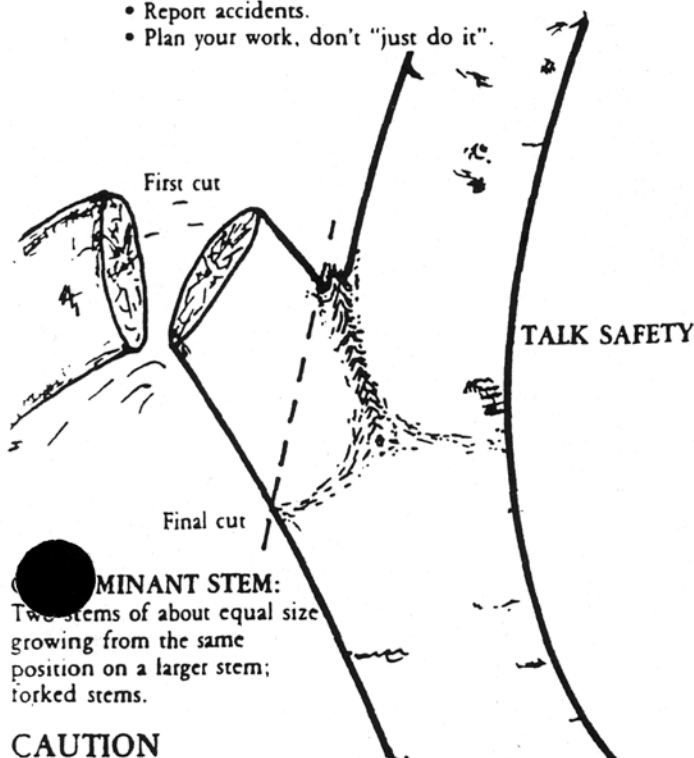 • Report accidents.
• Plan your work, don't "just do it".
First cut
TALK SAFETY
Final cut
MINANT STEM:
Two stems of about equal size
growing from the same
position on a larger stem;
forked stems.
CAUTION